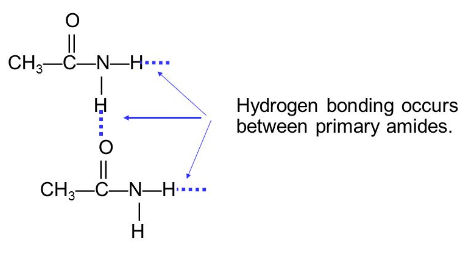 O
CH₃—C—N—H
H
Hydrogen bonding occurs
between primary amides.
O
CH₃—C—N—H
H